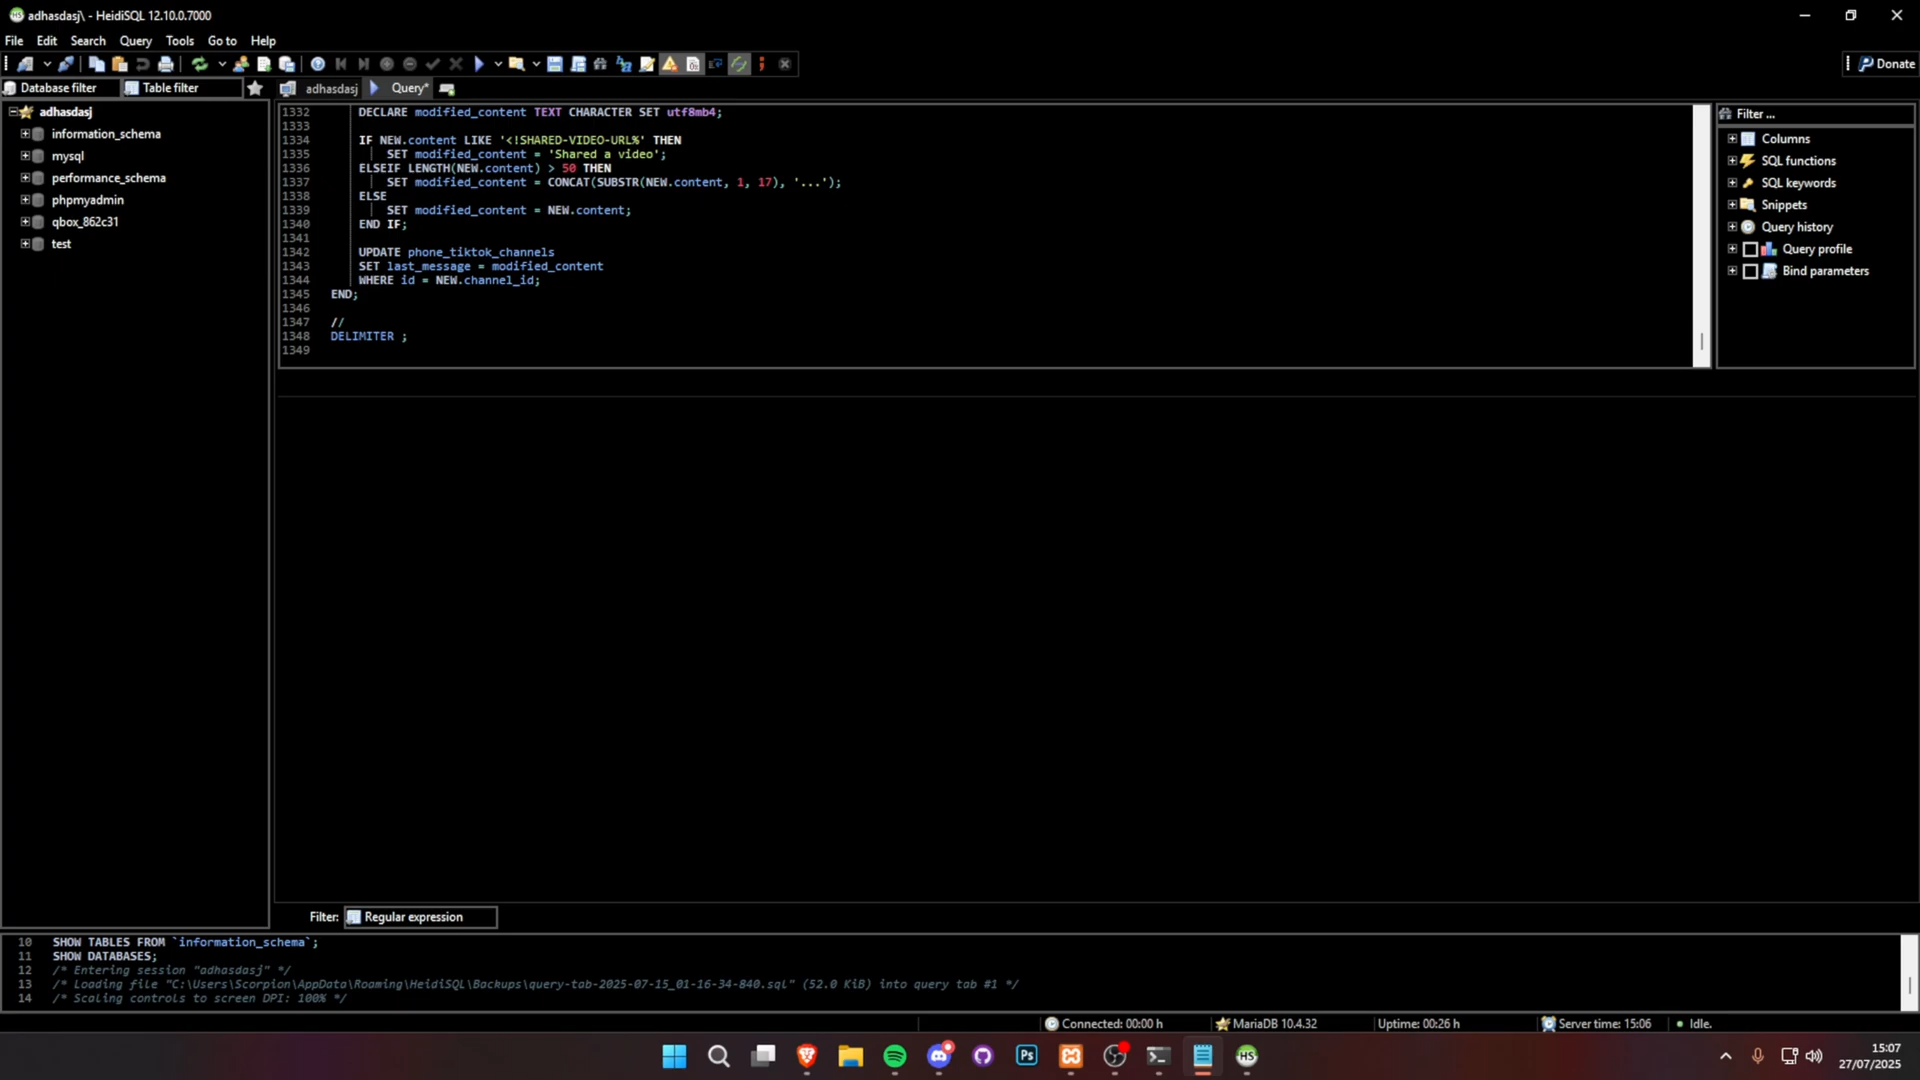 adhasdasj\ - HeidiSQL 12.10.0.7000
File Edit Search Query Tools Go to Help
Donate
Database filter Table filter adhasdasj Query*
adhasdasj
information_schema
mysql
performance_schema
phpmyadmin
qbox_862c31
test
1332 DECLARE modified_content TEXT CHARACTER SET utf8mb4;
1333
1334 IF NEW.content LIKE '<!SHARED-VIDEO-URL%' THEN
1335 SET modified_content = 'Shared a video';
1336 ELSEIF LENGTH(NEW.content) > 50 THEN
1337 SET modified_content = CONCAT(SUBSTR(NEW.content, 1, 17), '...');
1338 ELSE
1339 SET modified_content = NEW.content;
1340 END IF;
1341
1342 UPDATE phone_tiktok_channels
1343 SET last_message = modified_content
1344 WHERE id = NEW.channel_id;
1345 END;
1346
1347 //
1348 DELIMITER ;
1349
Filter ...
Columns
SQL functions
SQL keywords
Snippets
Query history
Query profile
Bind parameters
Filter: Regular expression
10 SHOW TABLES FROM `information_schema`;
11 SHOW DATABASES;
12 /* Entering session "adhasdasj" */
13 /* Loading file "C:\Users\Scorpion\AppData\Roaming\HeidiSQL\Backups\query-tab-2025-07-15_01-16-34-840.sql" (52.0 KiB) into query tab #1 */
14 /* Scaling controls to screen DPI: 100% */
Connected: 00:00 h MariaDB 10.4.32 Uptime: 00:26 h Server time: 15:06 Idle.
Ps HS
15:07
27/07/2025